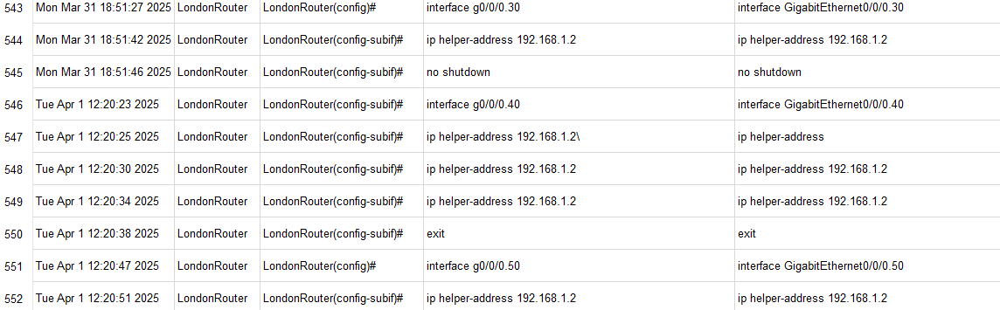 543 Mon Mar 31 18:51:27 2025 LondonRouter LondonRouter(config)# interface g0/0/0.30 interface GigabitEthernet0/0/0.30
544 Mon Mar 31 18:51:42 2025 LondonRouter LondonRouter(config-subif)# ip helper-address 192.168.1.2 ip helper-address 192.168.1.2
545 Mon Mar 31 18:51:46 2025 LondonRouter LondonRouter(config-subif)# no shutdown no shutdown
546 Tue Apr 1 12:20:23 2025 LondonRouter LondonRouter(config-subif)# interface g0/0/0.40 interface GigabitEthernet0/0/0.40
547 Tue Apr 1 12:20:25 2025 LondonRouter LondonRouter(config-subif)# ip helper-address 192.168.1.2\ ip helper-address
548 Tue Apr 1 12:20:30 2025 LondonRouter LondonRouter(config-subif)# ip helper-address 192.168.1.2 ip helper-address 192.168.1.2
549 Tue Apr 1 12:20:34 2025 LondonRouter LondonRouter(config-subif)# ip helper-address 192.168.1.2 ip helper-address 192.168.1.2
550 Tue Apr 1 12:20:38 2025 LondonRouter LondonRouter(config-subif)# exit exit
551 Tue Apr 1 12:20:47 2025 LondonRouter LondonRouter(config)# interface g0/0/0.50 interface GigabitEthernet0/0/0.50
552 Tue Apr 1 12:20:51 2025 LondonRouter LondonRouter(config-subif)# ip helper-address 192.168.1.2 ip helper-address 192.168.1.2